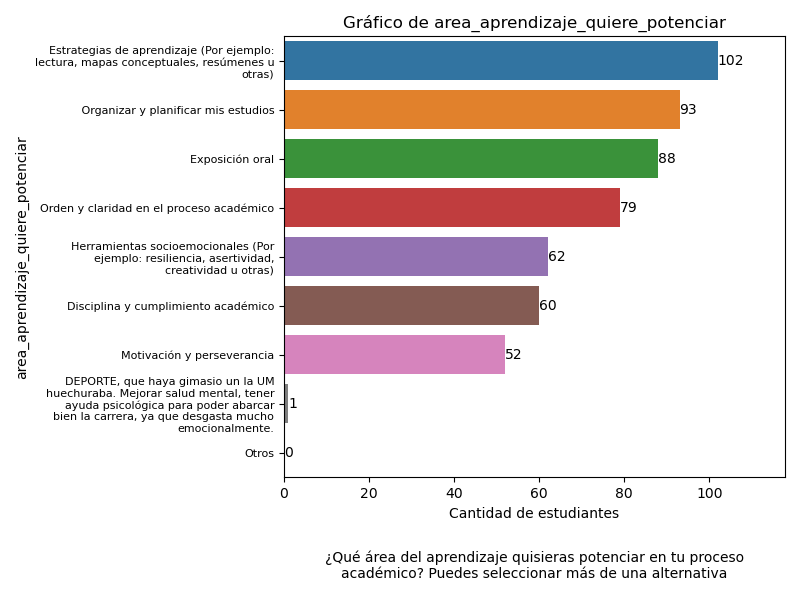 Gráfico de area_aprendizaje_quiere_potenciar
Estrategias de aprendizaje (Por ejemplo:
lectura, mapas conceptuales, resúmenes u
otras)
102
Organizar y planificar mis estudios
93
Exposición oral
88
Orden y claridad en el proceso académico
79
Herramientas socioemocionales (Por
ejemplo: resiliencia, asertividad,
creatividad u otras)
62
Disciplina y cumplimiento académico
60
Motivación y perseverancia
52
DEPORTE, que haya gimasio un la UM
huechuraba. Mejorar salud mental, tener
ayuda psicológica para poder abarcar
bien la carrera, ya que desgasta mucho
emocionalmente.
1
Otros
0
area_aprendizaje_quiere_potenciar
0 20 40 60 80 100
Cantidad de estudiantes
¿Qué área del aprendizaje quisieras potenciar en tu proceso
académico? Puedes seleccionar más de una alternativa